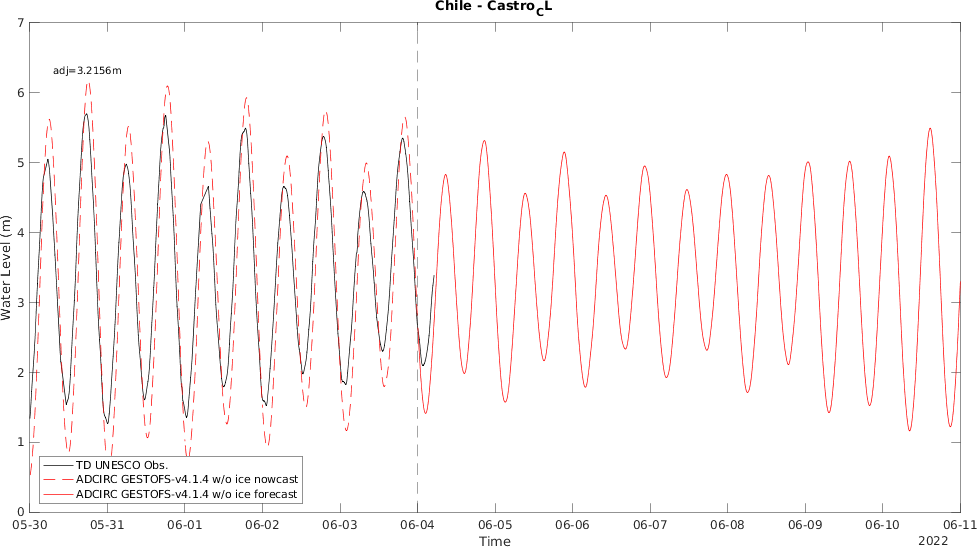 Chile - Castro_CL
7
6
5
4
3
2
1
0
Water Level (m)
adj=3.2156m
TD UNESCO Obs.
ADCIRC GESTOFS-v4.1.4 w/o ice nowcast
ADCIRC GESTOFS-v4.1.4 w/o ice forecast
05-30 05-31 06-01 06-02 06-03 06-04 06-05 06-06 06-07 06-08 06-09 06-10 06-11
Time
2022